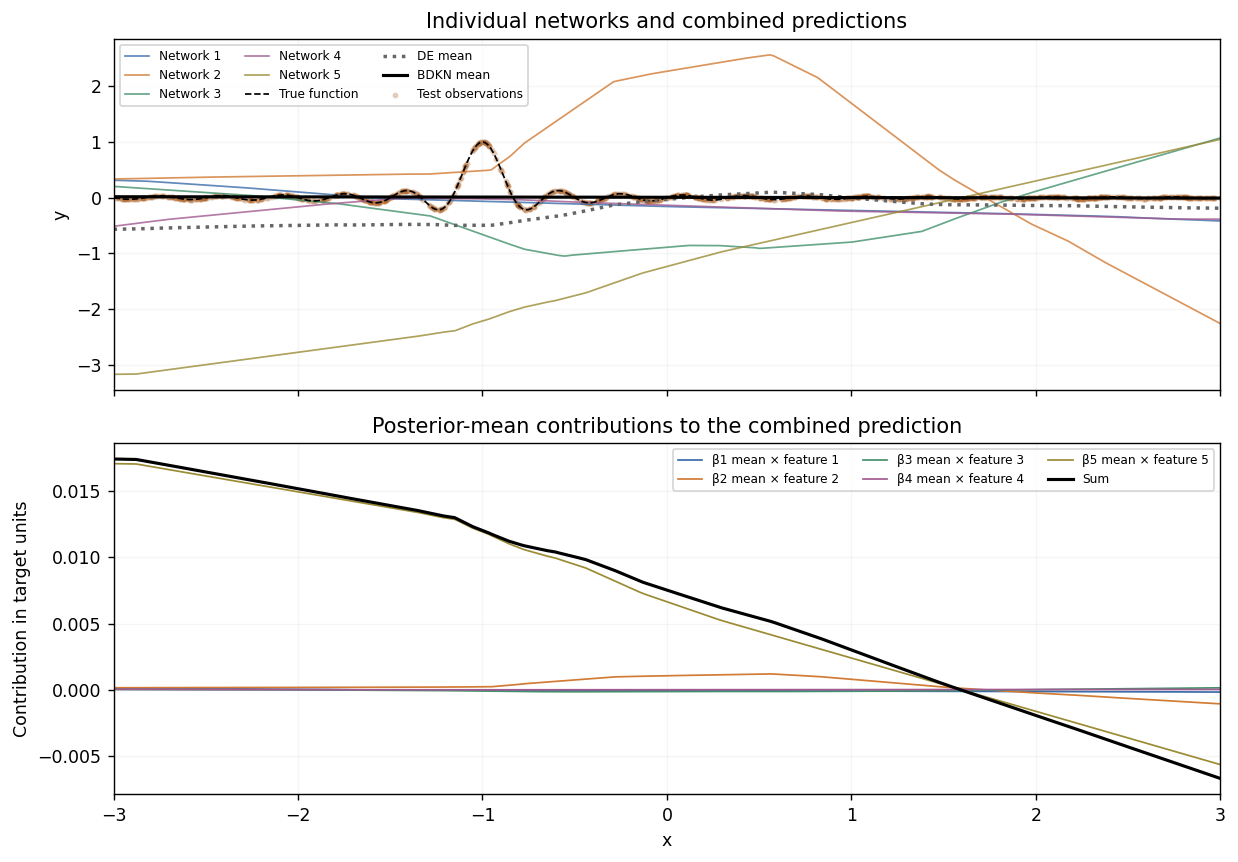 Individual networks and combined predictions
Network 1
Network 2
Network 3
Network 4
Network 5
True function
DE mean
BDKN mean
Test observations
y
2
1
0
−1
−2
−3
Posterior-mean contributions to the combined prediction
β1 mean × feature 1
β2 mean × feature 2
β3 mean × feature 3
β4 mean × feature 4
β5 mean × feature 5
Sum
Contribution in target units
0.015
0.010
0.005
0.000
−0.005
−3 −2 −1 0 1 2 3
x